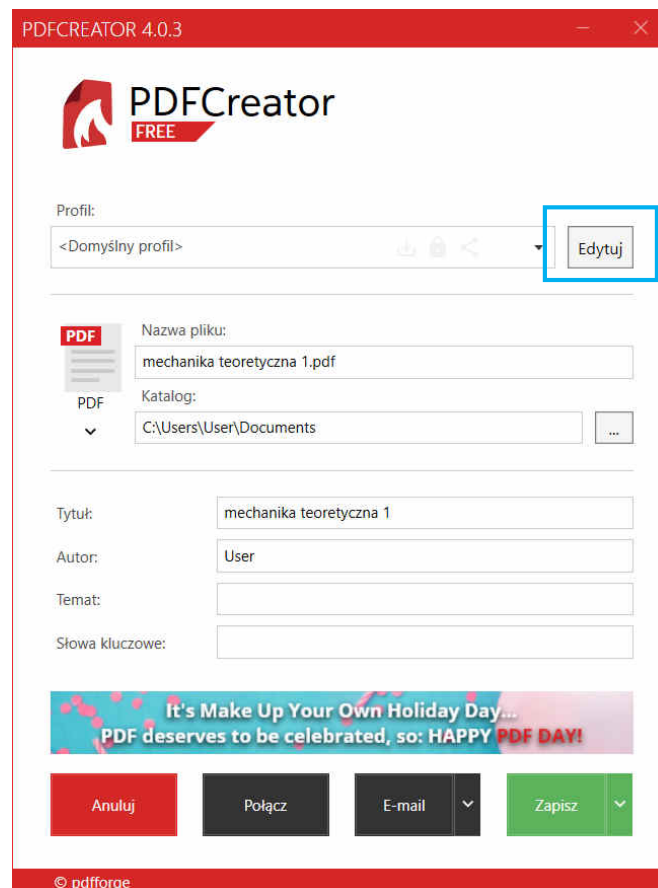 PDFCREATOR 4.0.3
PDFCreator
FREE
Profil:
<Domyślny profil>
Edytuj
PDF
PDF
Nazwa pliku:
mechanika teoretyczna 1.pdf
Katalog:
C:\Users\User\Documents
...
Tytuł: mechanika teoretyczna 1
Autor: User
Temat:
Słowa kluczowe:
It's Make Up Your Own Holiday Day...
PDF deserves to be celebrated, so: HAPPY PDF DAY!
Anuluj Połącz E-mail Zapisz
© pdfforge